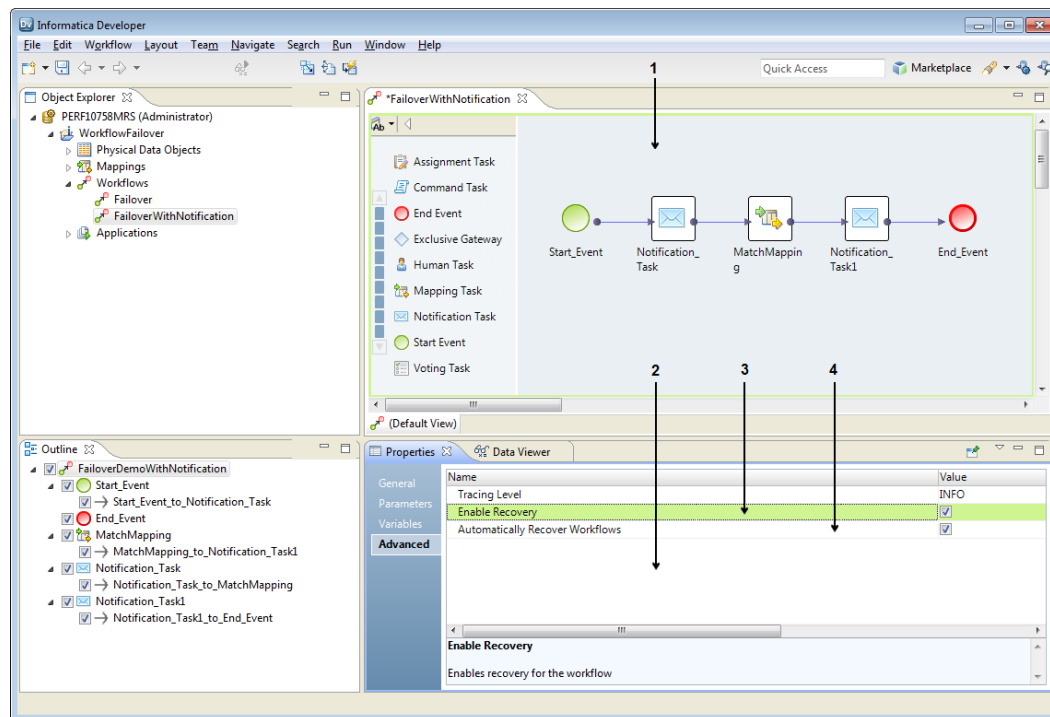 Dv Informatica Developer
File Edit Workflow Layout Team Navigate Search Run Window Help
Quick Access Marketplace
Object Explorer
PERF10758MRS (Administrator)
WorkflowFailover
Physical Data Objects
Mappings
Workflows
Failover
FailoverWithNotification
Applications
*FailoverWithNotification
1
Ab
Assignment Task
Command Task
End Event
Exclusive Gateway
Human Task
Mapping Task
Notification Task
Start Event
Voting Task
Start_Event
Notification_
Task
MatchMappin
g
Notification_
Task1
End_Event
2 3 4
(Default View)
Outline
FailoverDemoWithNotification
Start_Event
Start_Event_to_Notification_Task
End_Event
MatchMapping
MatchMapping_to_Notification_Task1
Notification_Task
Notification_Task_to_MatchMapping
Notification_Task1
Notification_Task1_to_End_Event
Properties Data Viewer
General
Parameters
Variables
Advanced
Name Value
Tracing Level INFO
Enable Recovery
Automatically Recover Workflows
Enable Recovery
Enables recovery for the workflow